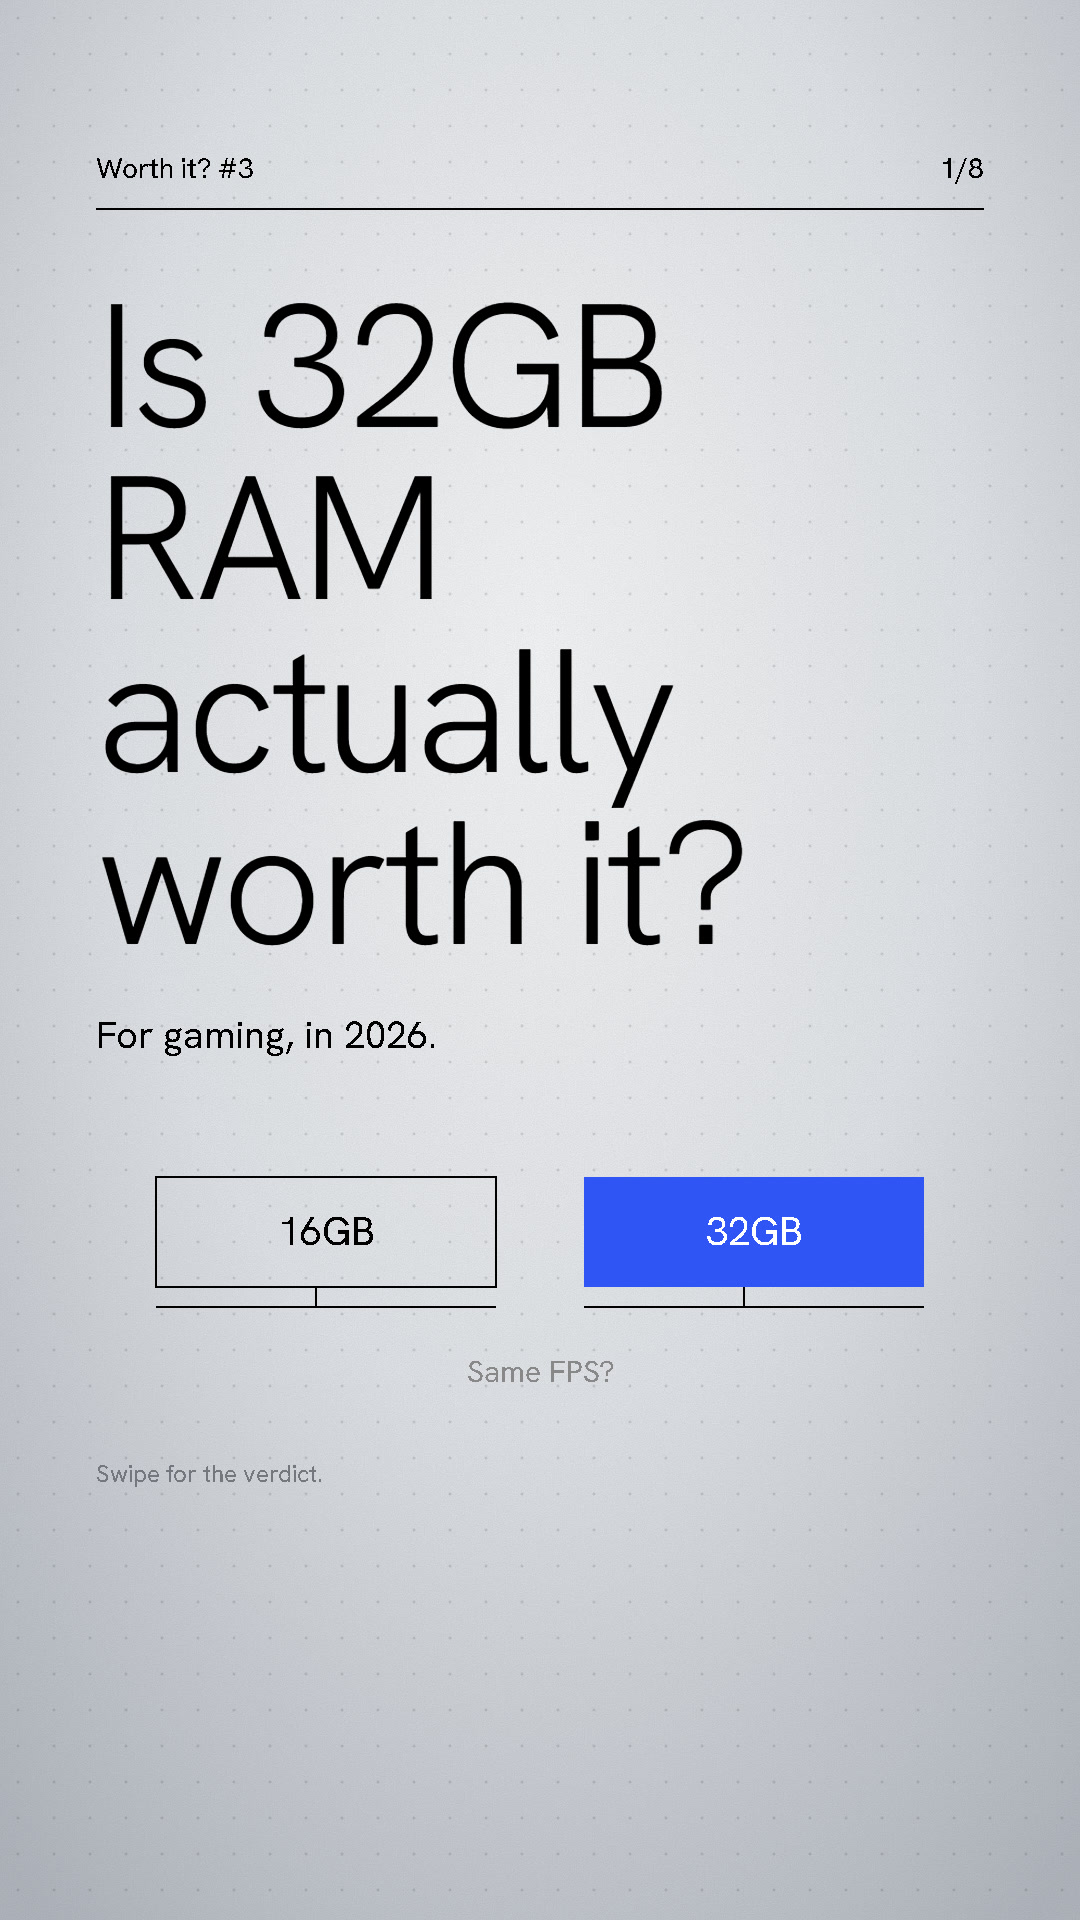 Worth it? #3
1/8
Is 32GB
RAM
actually
worth it?
For gaming, in 2026.
16GB
32GB
Same FPS?
Swipe for the verdict.